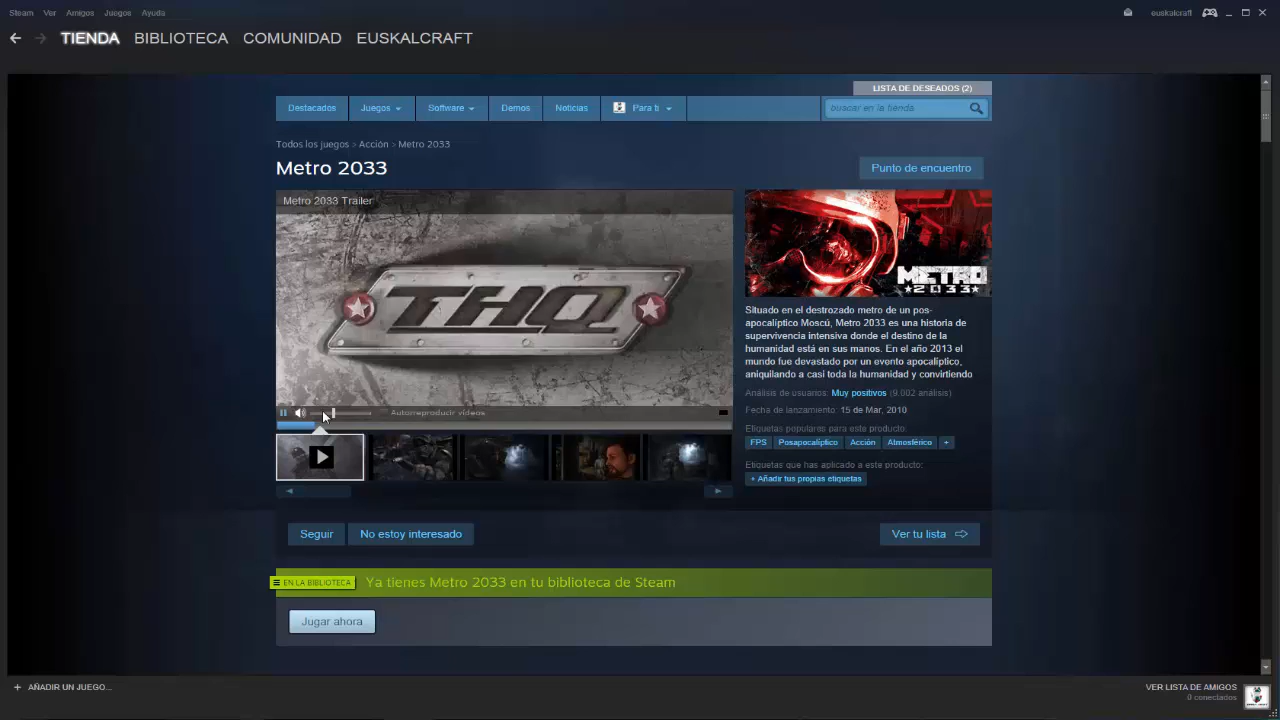 Steam Ver Amigos Juegos Ayuda
euskalcraft
TIENDA BIBLIOTECA COMUNIDAD EUSKALCRAFT
LISTA DE DESEADOS (2)
Destacados Juegos Software Demos Noticias Para t
buscar en la tienda
Todos los juegos > Acción > Metro 2033
Metro 2033
Punto de encuentro
Metro 2033 Trailer
THQ
METRO
2033
Situado en el destrozado metro de un pos-
apocalíptico Moscú, Metro 2033 es una historia de
supervivencia intensiva donde el destino de la
humanidad está en sus manos. En el año 2013 el
mundo fue devastado por un evento apocalíptico,
aniquilando a casi toda la humanidad y convirtiendo
Análisis de usuarios: Muy positivos (9,002 análisis)
Fecha de lanzamiento: 15 de Mar, 2010
Autorreproducir vídeos
Etiquetas populares para este producto:
FPS Posapocalíptico Acción Atmosférico +
Etiquetas que has aplicado a este producto:
+ Añadir tus propias etiquetas
Seguir No estoy interesado Ver tu lista
EN LA BIBLIOTECA Ya tienes Metro 2033 en tu biblioteca de Steam
Jugar ahora
+ AÑADIR UN JUEGO...
VER LISTA DE AMIGOS
0 conectados